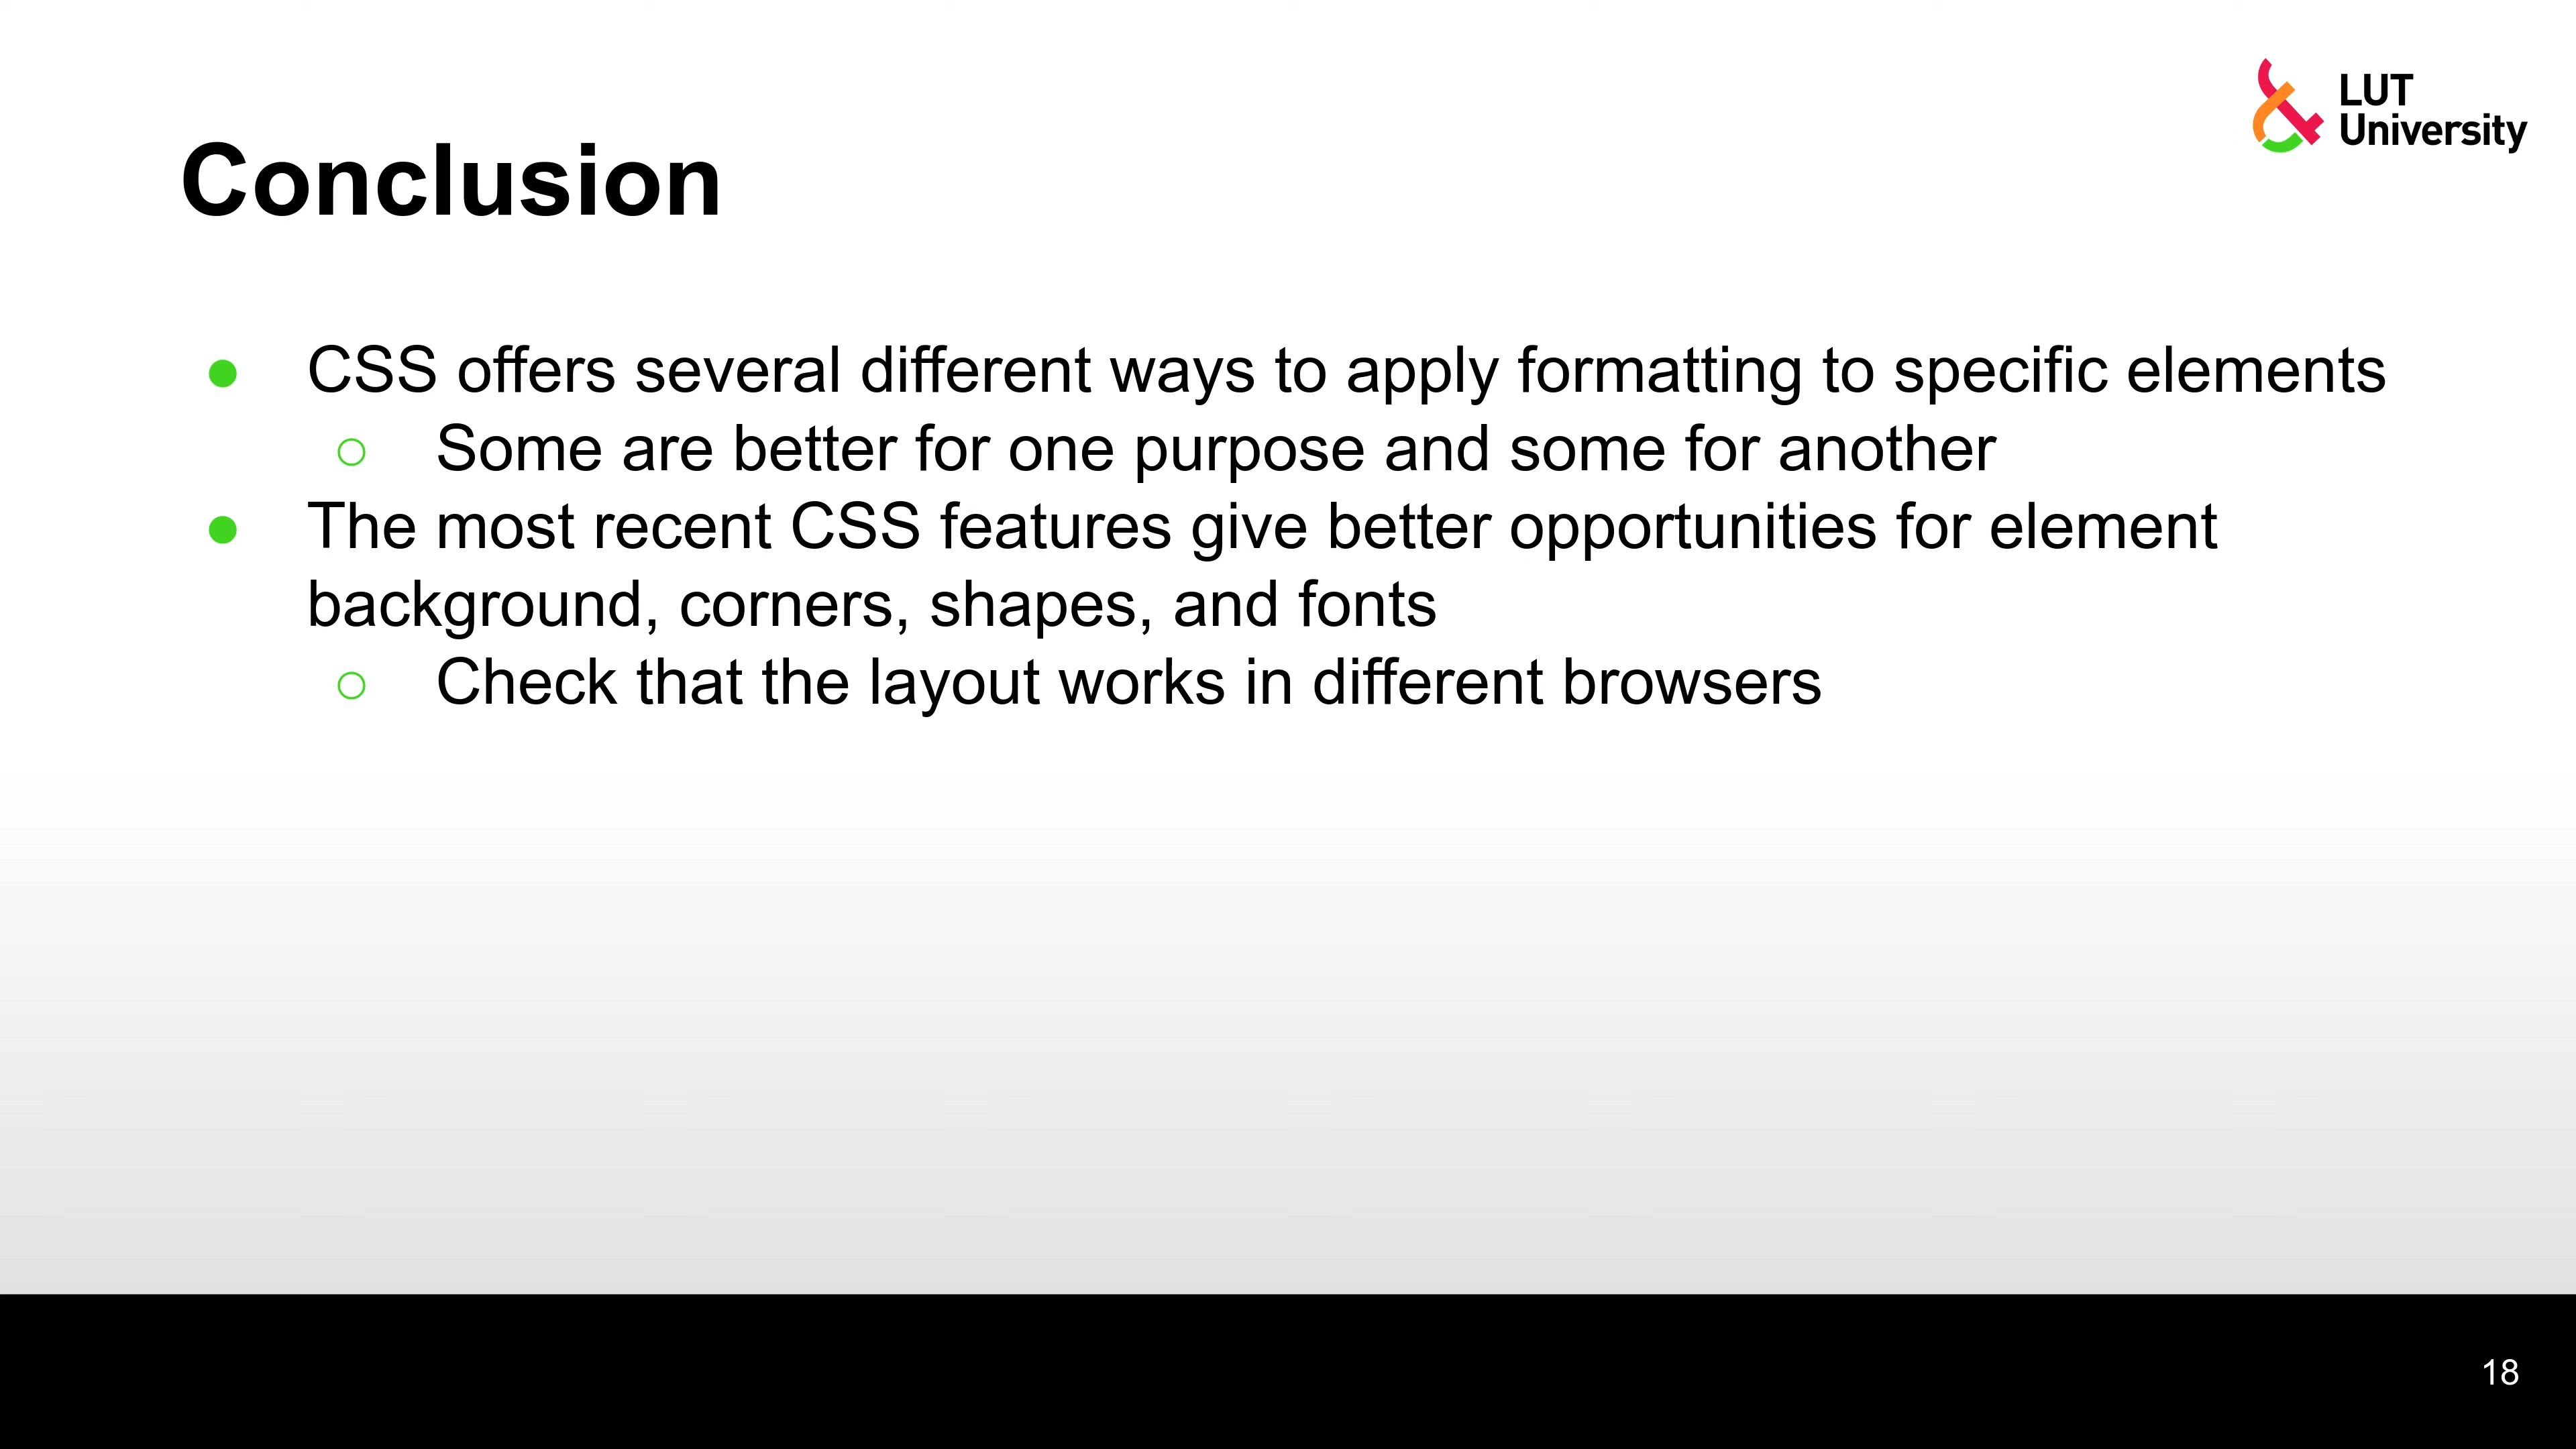 LUT
University
Conclusion
● CSS offers several different ways to apply formatting to specific elements
○ Some are better for one purpose and some for another
● The most recent CSS features give better opportunities for element
background, corners, shapes, and fonts
○ Check that the layout works in different browsers
18